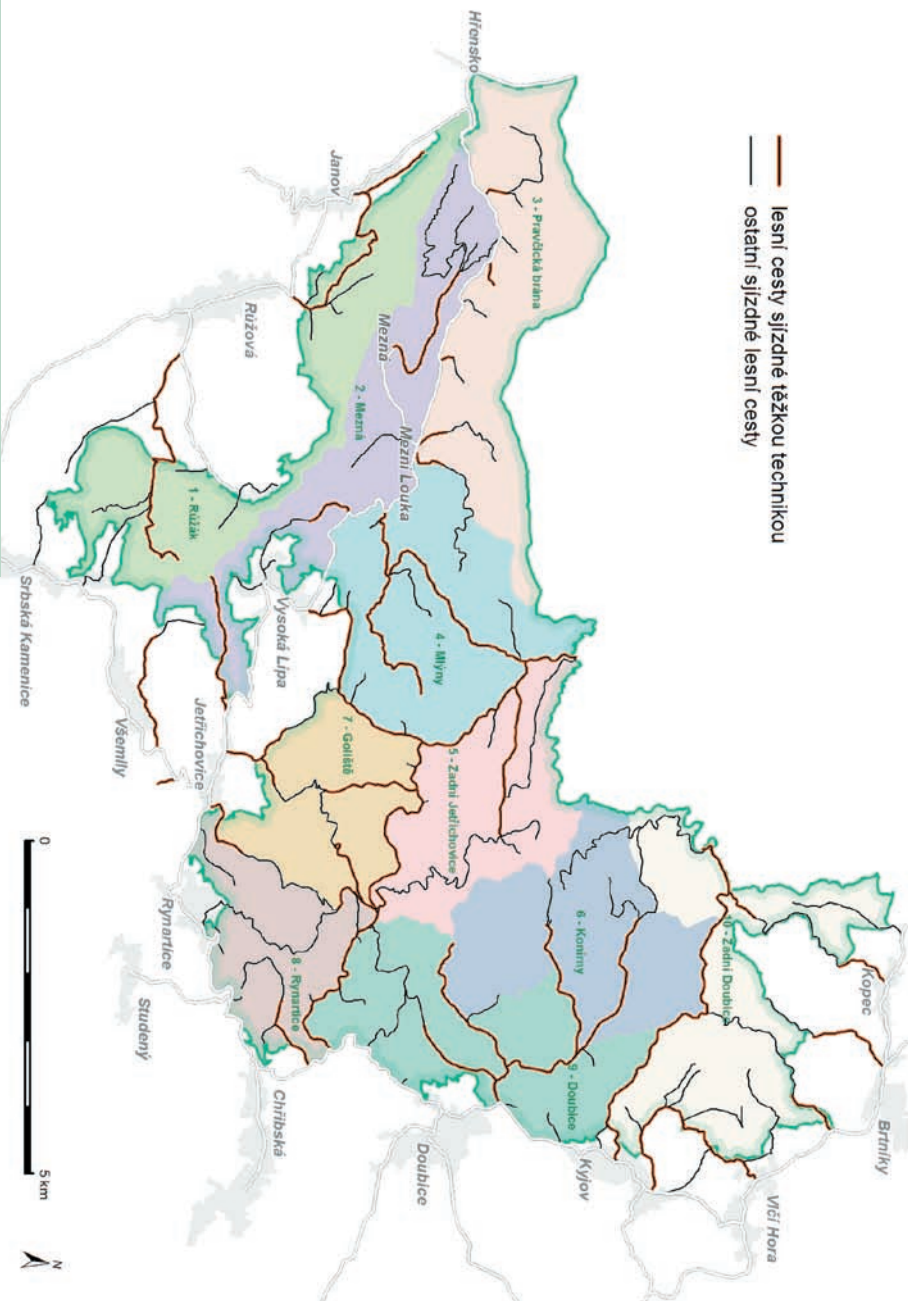 lesní cesty sjízdné těžkou technikou
ostatní sjízdné lesní cesty
Hřensko
3 - Pravčická brána
Janov
Růžová
Mezná
2 - Mezná
Mezní Louka
1 - Růžák
Srbská Kamenice
Vysoká Lípa
Všemily
Jetřichovice
4 - Mlýny
7 - Goliště
5 - Zadní Jetřichovice
6 - Konírny
10 - Zadní Doubice
Kopec
Brtníky
Vlčí Hora
Kyjov
9 - Doubice
Doubice
8 - Rynartice
Rynartice
Studený
Chřibská
0
5 km
N